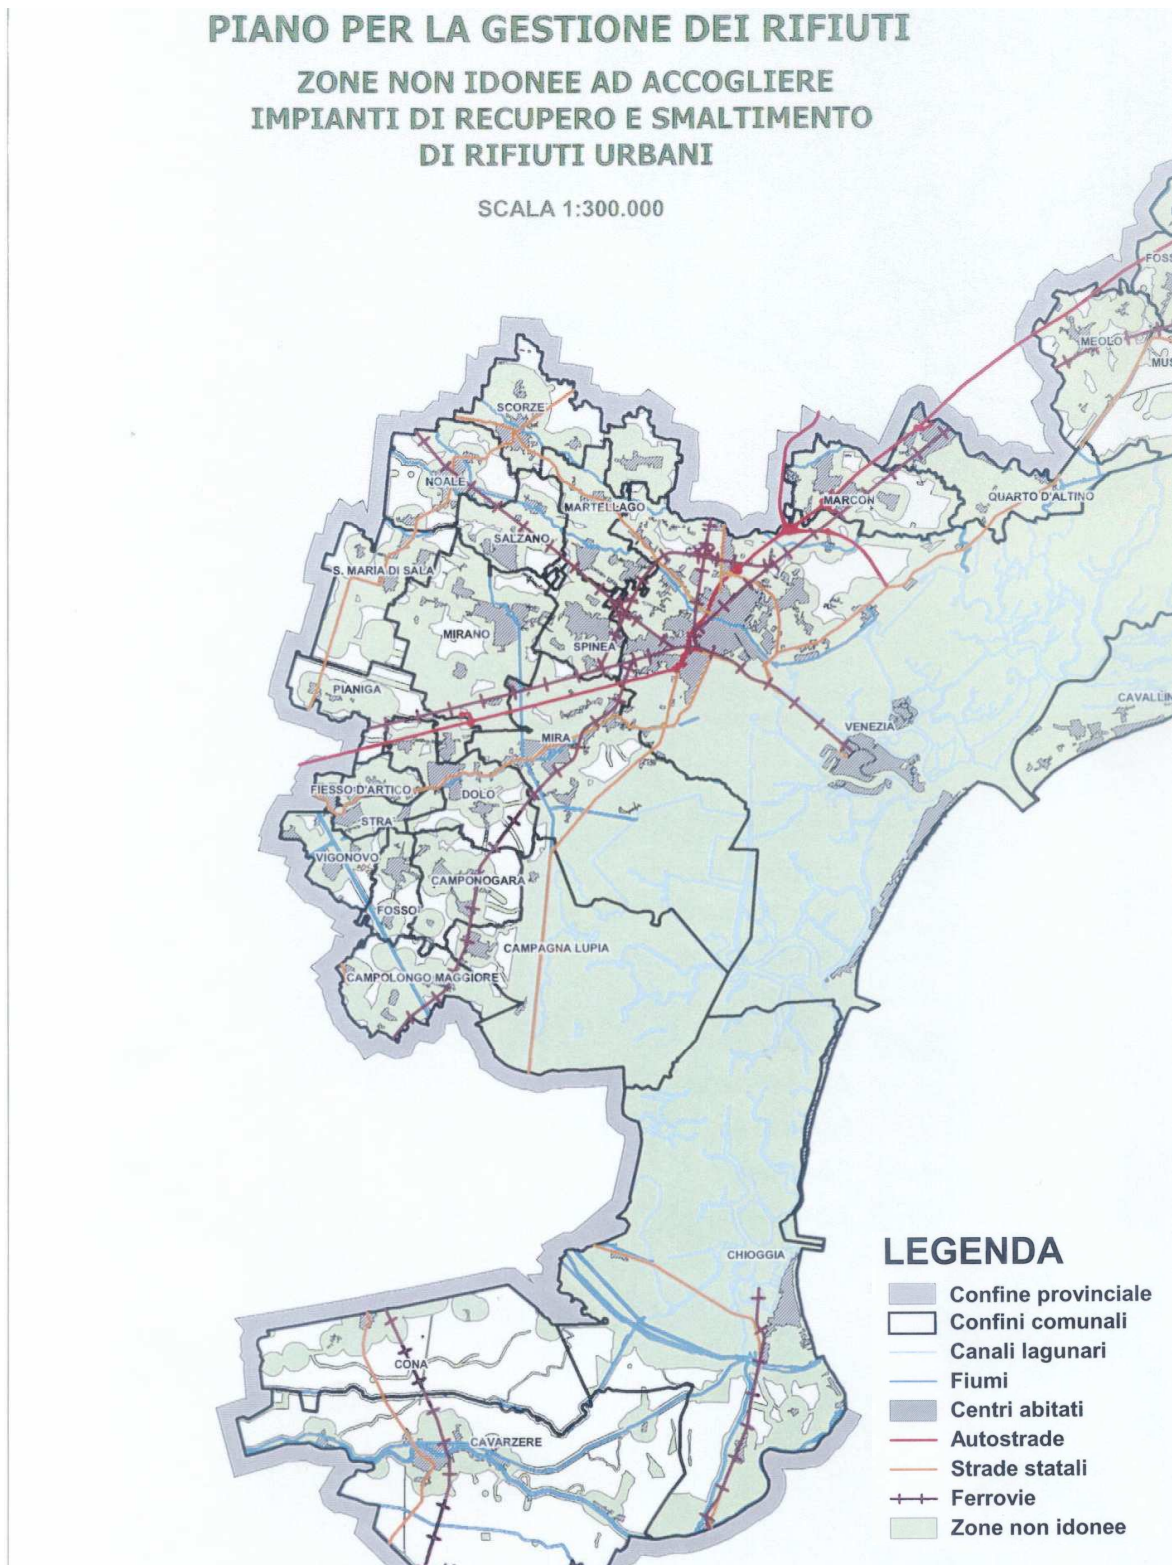 PIANO PER LA GESTIONE DEI RIFIUTI
ZONE NON IDONEE AD ACCOGLIERE
IMPIANTI DI RECUPERO E SMALTIMENTO
DI RIFIUTI URBANI
SCALA 1:300.000
FOSS
MEOLO
MUS
SCORZE
NOALE
MARTELLAGO
MARCON
QUARTO D'ALTINO
SALZANO
S. MARIA DI SALA
MIRANO
SPINEA
PIANIGA
CAVALLIN
VENEZIA
MIRA
FIESSO D'ARTICO
DOLO
STRA
VIGONOVO
CAMPONOGARA
FOSSO
CAMPAGNA LUPIA
CAMPOLONGO MAGGIORE
CHIOGGIA
CONA
CAVARZERE
LEGENDA
Confine provinciale
Confini comunali
Canali lagunari
Fiumi
Centri abitati
Autostrade
Strade statali
Ferrovie
Zone non idonee